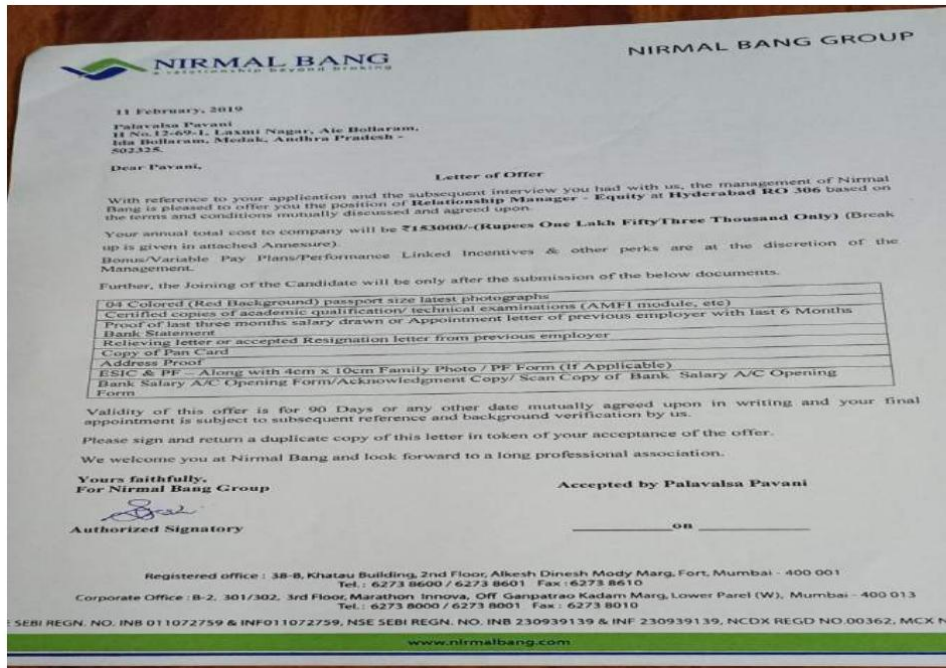 NIRMAL BANG
a relationship beyond broking
NIRMAL BANG GROUP
11 February, 2019
Palavalsa Pavani
H No.12-69-1, Laxmi Nagar, Aie Bollaram,
Ida Bollaram, Medak, Andhra Pradesh -
502325.
Dear Pavani,
Letter of Offer
With reference to your application and the subsequent interview you had with us, the management of Nirmal
Bang is pleased to offer you the position of Relationship Manager - Equity at Hyderabad RO 306 based on
the terms and conditions mutually discussed and agreed upon.
Your annual total cost to company will be ₹153000/-(Rupees One Lakh FiftyThree Thousand Only) (Break
up is given in attached Annexure).
Bonus/Variable Pay Plans/Performance Linked Incentives & other perks are at the discretion of the
Management.
Further, the Joining of the Candidate will be only after the submission of the below documents.
04 Colored (Red Background) passport size latest photographs
Certified copies of academic qualification/ technical examinations (AMFI module, etc)
Proof of last three months salary drawn or Appointment letter of previous employer with last 6 Months
Bank Statement
Relieving letter or accepted Resignation letter from previous employer
Copy of Pan Card
Address Proof
ESIC & PF – Along with 4cm x 10cm Family Photo / PF Form (If Applicable)
Bank Salary A/C Opening Form/Acknowledgment Copy/ Scan Copy of Bank Salary A/C Opening
Form
Validity of this offer is for 90 Days or any other date mutually agreed upon in writing and your final
appointment is subject to subsequent reference and background verification by us.
Please sign and return a duplicate copy of this letter in token of your acceptance of the offer.
We welcome you at Nirmal Bang and look forward to a long professional association.
Yours faithfully,
For Nirmal Bang Group
Accepted by Palavalsa Pavani
Authorized Signatory
on
Registered office : 38-B, Khatau Building, 2nd Floor, Alkesh Dinesh Mody Marg, Fort, Mumbai - 400 001
Tel. : 6273 8600 / 6273 8601 Fax : 6273 8610
Corporate Office : B-2, 301/302, 3rd Floor, Marathon Innova, Off Ganpatrao Kadam Marg, Lower Parel (W), Mumbai - 400 013
Tel. : 6273 8000 / 6273 8001 Fax : 6273 8010
SEBI REGN. NO. INB 011072759 & INF011072759, NSE SEBI REGN. NO. INB 230939139 & INF 230939139, NCDX REGD NO.00362, MCX
www.nirmalbang.com